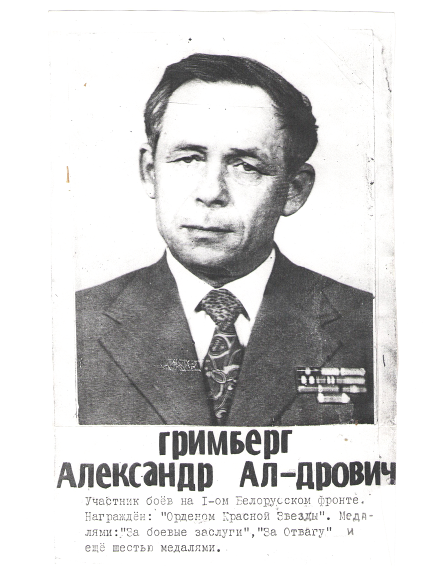 гримберг
Александр Ал-дрович
Участник боёв на I-ом Белорусском фронте.
Награждён: "Орденом Красной Звезды". Меда-
лями:"За боевые заслуги","За Отвагу" и
ещё шестью медалями.